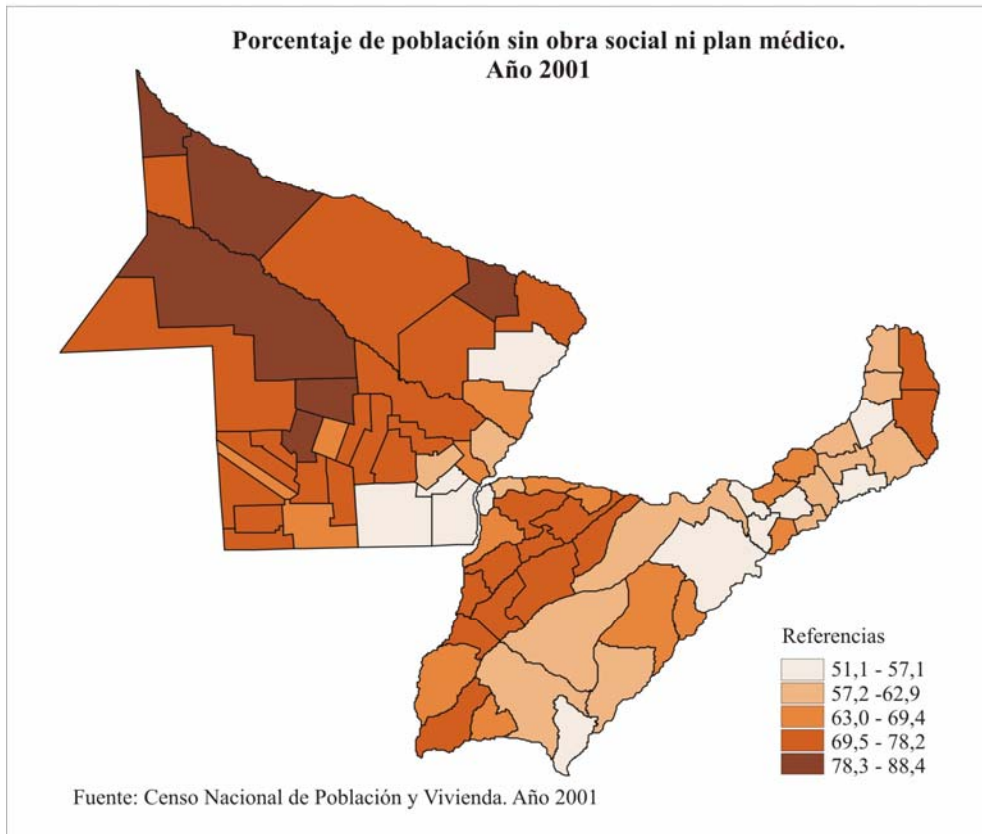 Porcentaje de población sin obra social ni plan médico.
Año 2001
Referencias
51,1 - 57,1
57,2 -62,9
63,0 - 69,4
69,5 - 78,2
78,3 - 88,4
Fuente: Censo Nacional de Población y Vivienda. Año 2001